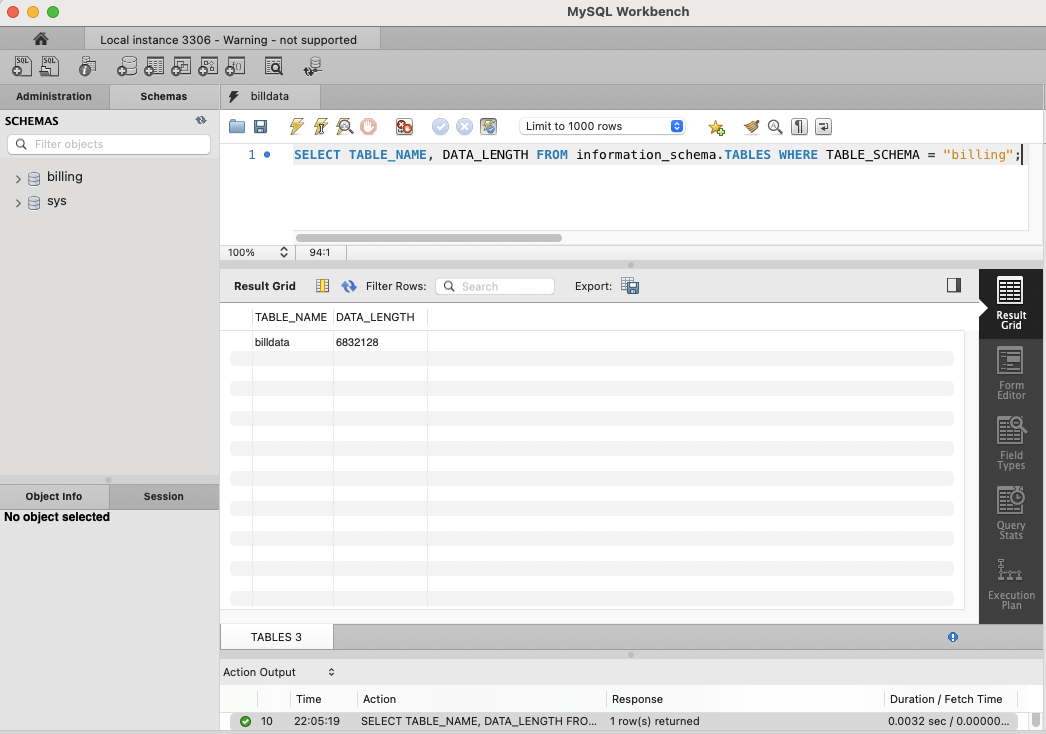 MySQL Workbench
Local instance 3306 - Warning - not supported
SQL SQL
Administration Schemas billdata
SCHEMAS
Filter objects
billing
sys
Limit to 1000 rows
1 SELECT TABLE_NAME, DATA_LENGTH FROM information_schema.TABLES WHERE TABLE_SCHEMA = "billing";
100% 94:1
Result Grid Filter Rows: Search Export:
TABLE_NAME DATA_LENGTH
billdata 6832128
Result
Grid
Form
Editor
Field
Types
Query
Stats
Execution
Plan
Object Info Session
No object selected
TABLES 3
Action Output
Time Action Response Duration / Fetch Time
10 22:05:19 SELECT TABLE_NAME, DATA_LENGTH FRO... 1 row(s) returned 0.0032 sec / 0.00000...